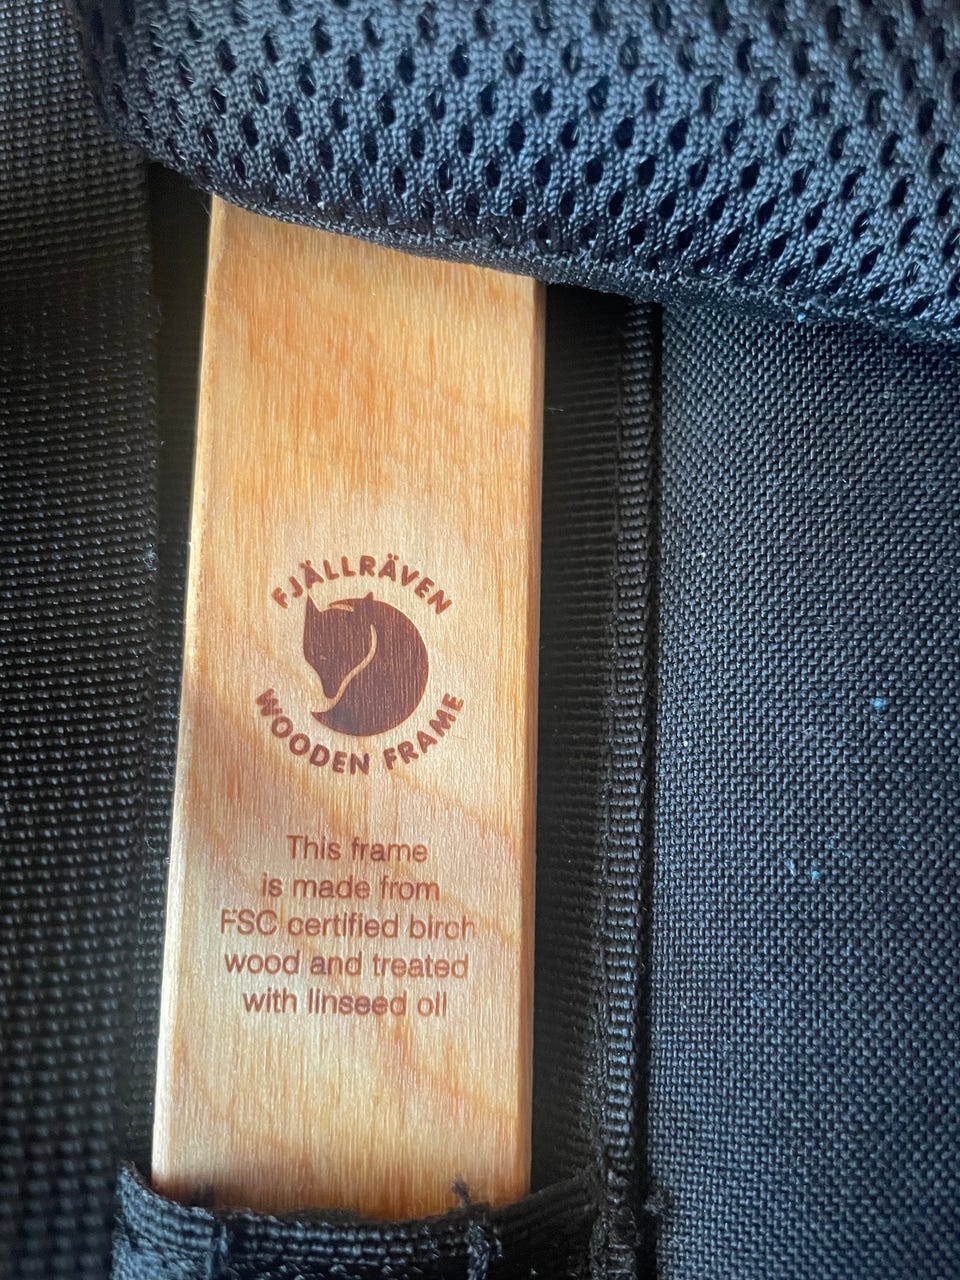 FJÄLLRÄVEN
WOODEN FRAME
This frame
is made from
FSC certified birch
wood and treated
with linseed oil